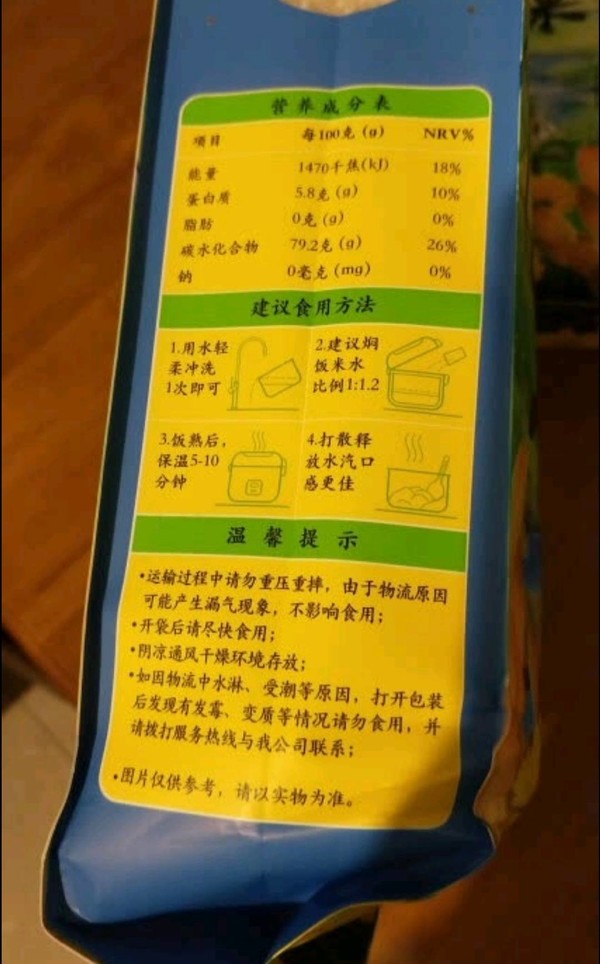 营养成分表
项目 每100克(g) NRV%
能量 1470千焦(kJ) 18%
蛋白质 5.8克(g) 10%
脂肪 0克(g) 0%
碳水化合物 79.2克(g) 26%
钠 0毫克(mg) 0%
建议食用方法
1.用水轻
柔冲洗
1次即可
2.建议焖
饭米水
比例1:1.2
3.饭熟后，
保温5-10
分钟
4.打散释
放水汽口
感更佳
温馨提示
•运输过程中请勿重压重摔，由于物流原因
可能产生漏气现象，不影响食用；
•开袋后请尽快食用；
•阴凉通风干燥环境存放；
•如因物流中水淋、受潮等原因，打开包装
后发现有发霉、变质等情况请勿食用，并
请拨打服务热线与我公司联系；
•图片仅供参考，请以实物为准。
米